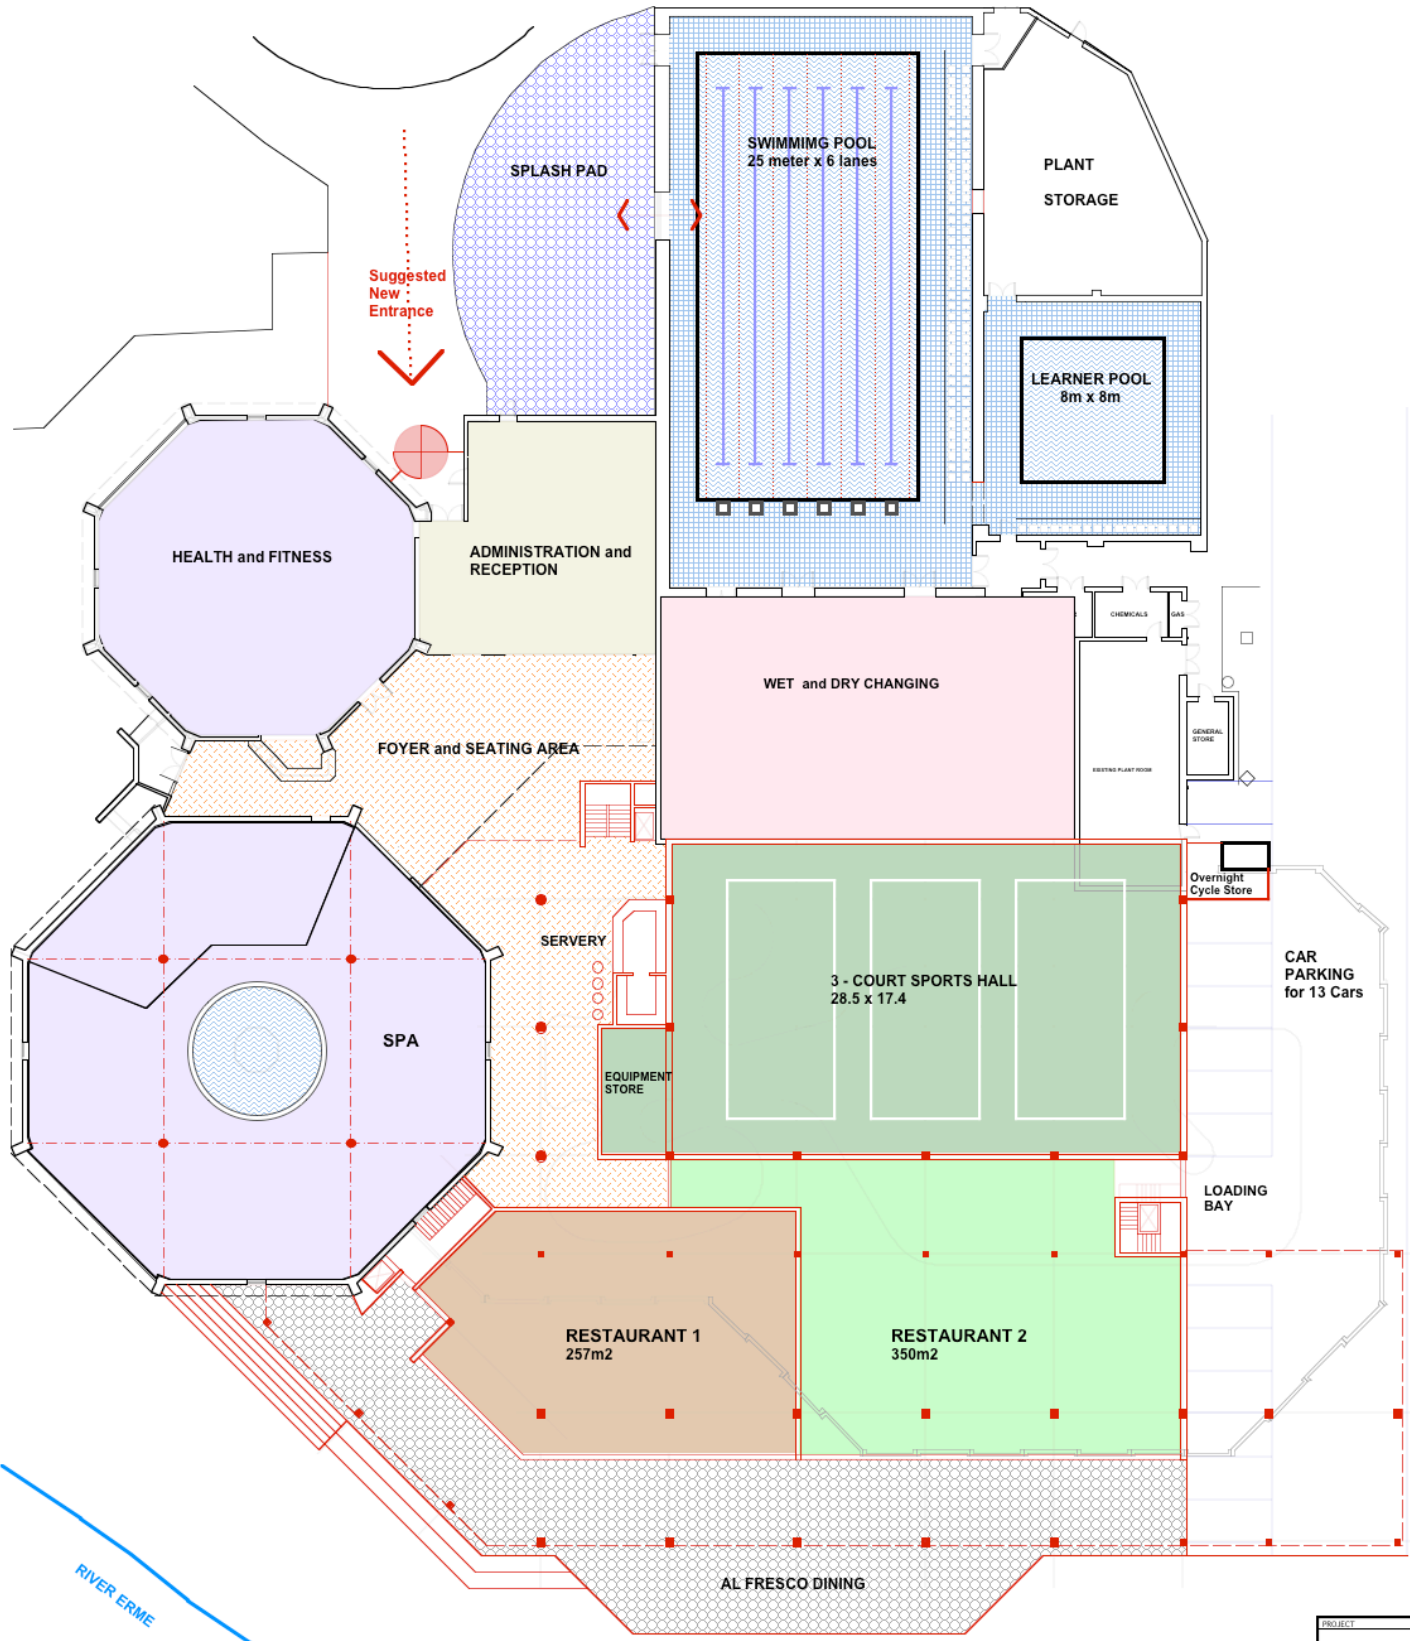 SWIMMIMG POOL
25 meter x 6 lanes
SPLASH PAD
PLANT
STORAGE
Suggested
New
Entrance
LEARNER POOL
8m x 8m
HEALTH and FITNESS
ADMINISTRATION and
RECEPTION
CHEMICALS
GAS
WET and DRY CHANGING
GENERAL
STORE
FOYER and SEATING AREA
EXISTING PLANT ROOM
Overnight
Cycle Store
SERVERY
3 - COURT SPORTS HALL
28.5 x 17.4
CAR
PARKING
for 13 Cars
SPA
EQUIPMENT
STORE
LOADING
BAY
RESTAURANT 1
257m2
RESTAURANT 2
350m2
AL FRESCO DINING
RIVER ERME
PROJECT